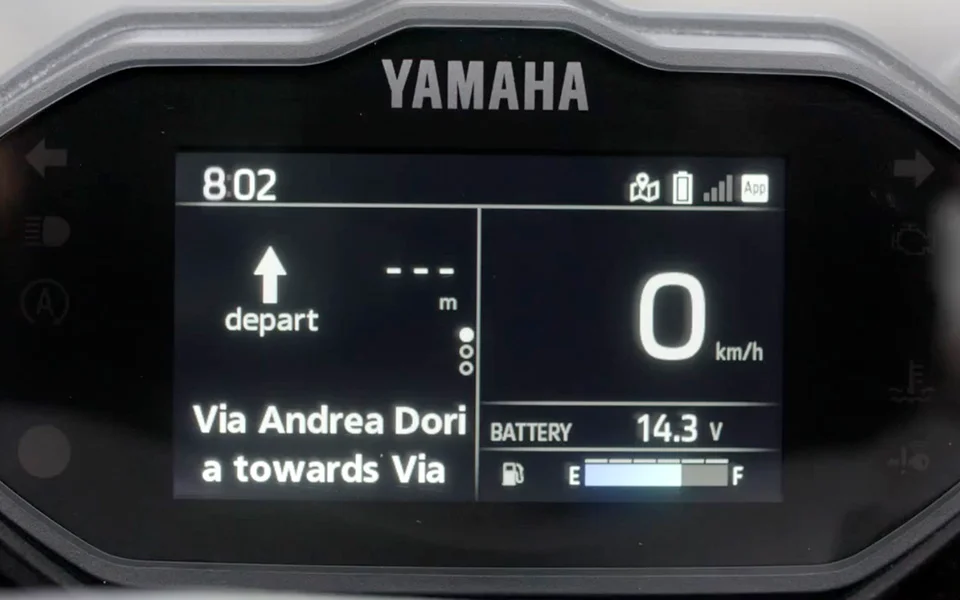 YAMAHA
8:02
App
depart
- - -
m
0 km/h
Via Andrea Dori
a towards Via
BATTERY 14.3 V
E F
A